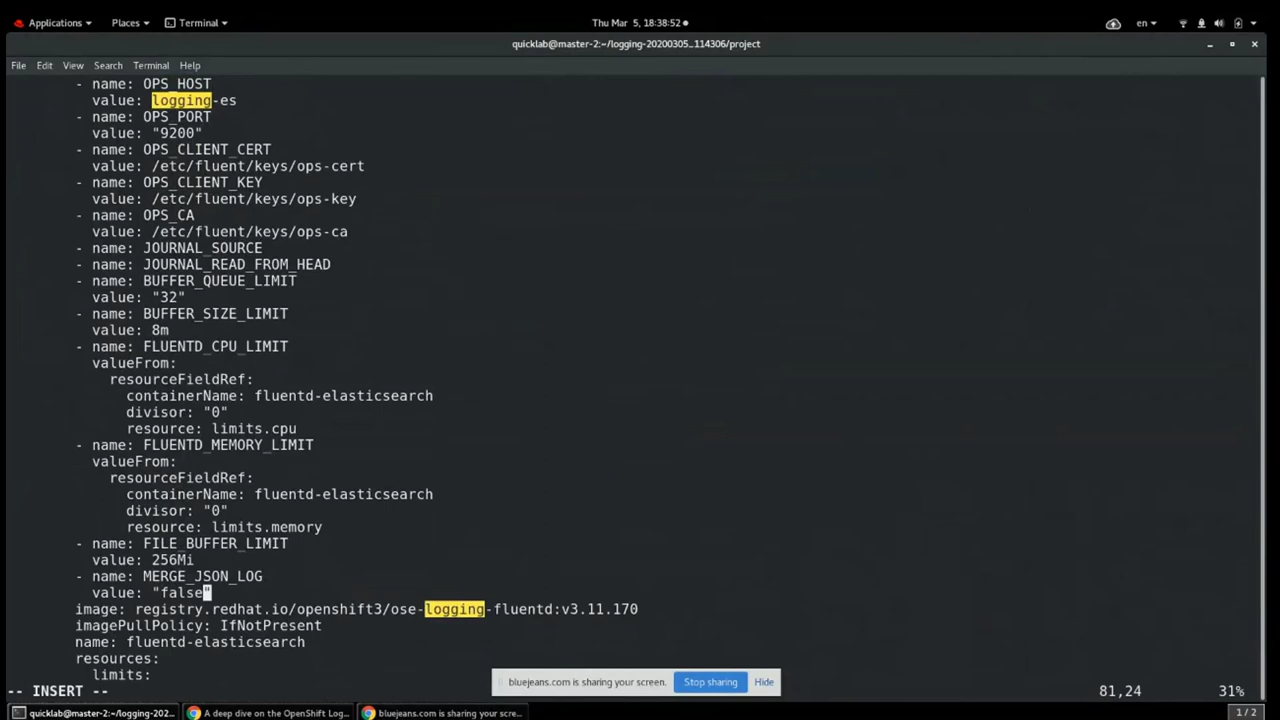 Applications Places Terminal Thu Mar 5, 18:38:52 en
quicklab@master-2:~/logging-20200305_114306/project
File Edit View Search Terminal Help
- name: OPS_HOST
value: logging-es
- name: OPS_PORT
value: "9200"
- name: OPS_CLIENT_CERT
value: /etc/fluent/keys/ops-cert
- name: OPS_CLIENT_KEY
value: /etc/fluent/keys/ops-key
- name: OPS_CA
value: /etc/fluent/keys/ops-ca
- name: JOURNAL_SOURCE
- name: JOURNAL_READ_FROM_HEAD
- name: BUFFER_QUEUE_LIMIT
value: "32"
- name: BUFFER_SIZE_LIMIT
value: 8m
- name: FLUENTD_CPU_LIMIT
valueFrom:
resourceFieldRef:
containerName: fluentd-elasticsearch
divisor: "0"
resource: limits.cpu
- name: FLUENTD_MEMORY_LIMIT
valueFrom:
resourceFieldRef:
containerName: fluentd-elasticsearch
divisor: "0"
resource: limits.memory
- name: FILE_BUFFER_LIMIT
value: 256Mi
- name: MERGE_JSON_LOG
value: "false"
image: registry.redhat.io/openshift3/ose-logging-fluentd:v3.11.170
imagePullPolicy: IfNotPresent
name: fluentd-elasticsearch
resources:
limits:
bluejeans.com is sharing your screen. Stop sharing Hide
-- INSERT -- 81,24 31%
quicklab@master-2:~/logging-202... A deep dive on the OpenShift Log... bluejeans.com is sharing your scre... 1 / 2